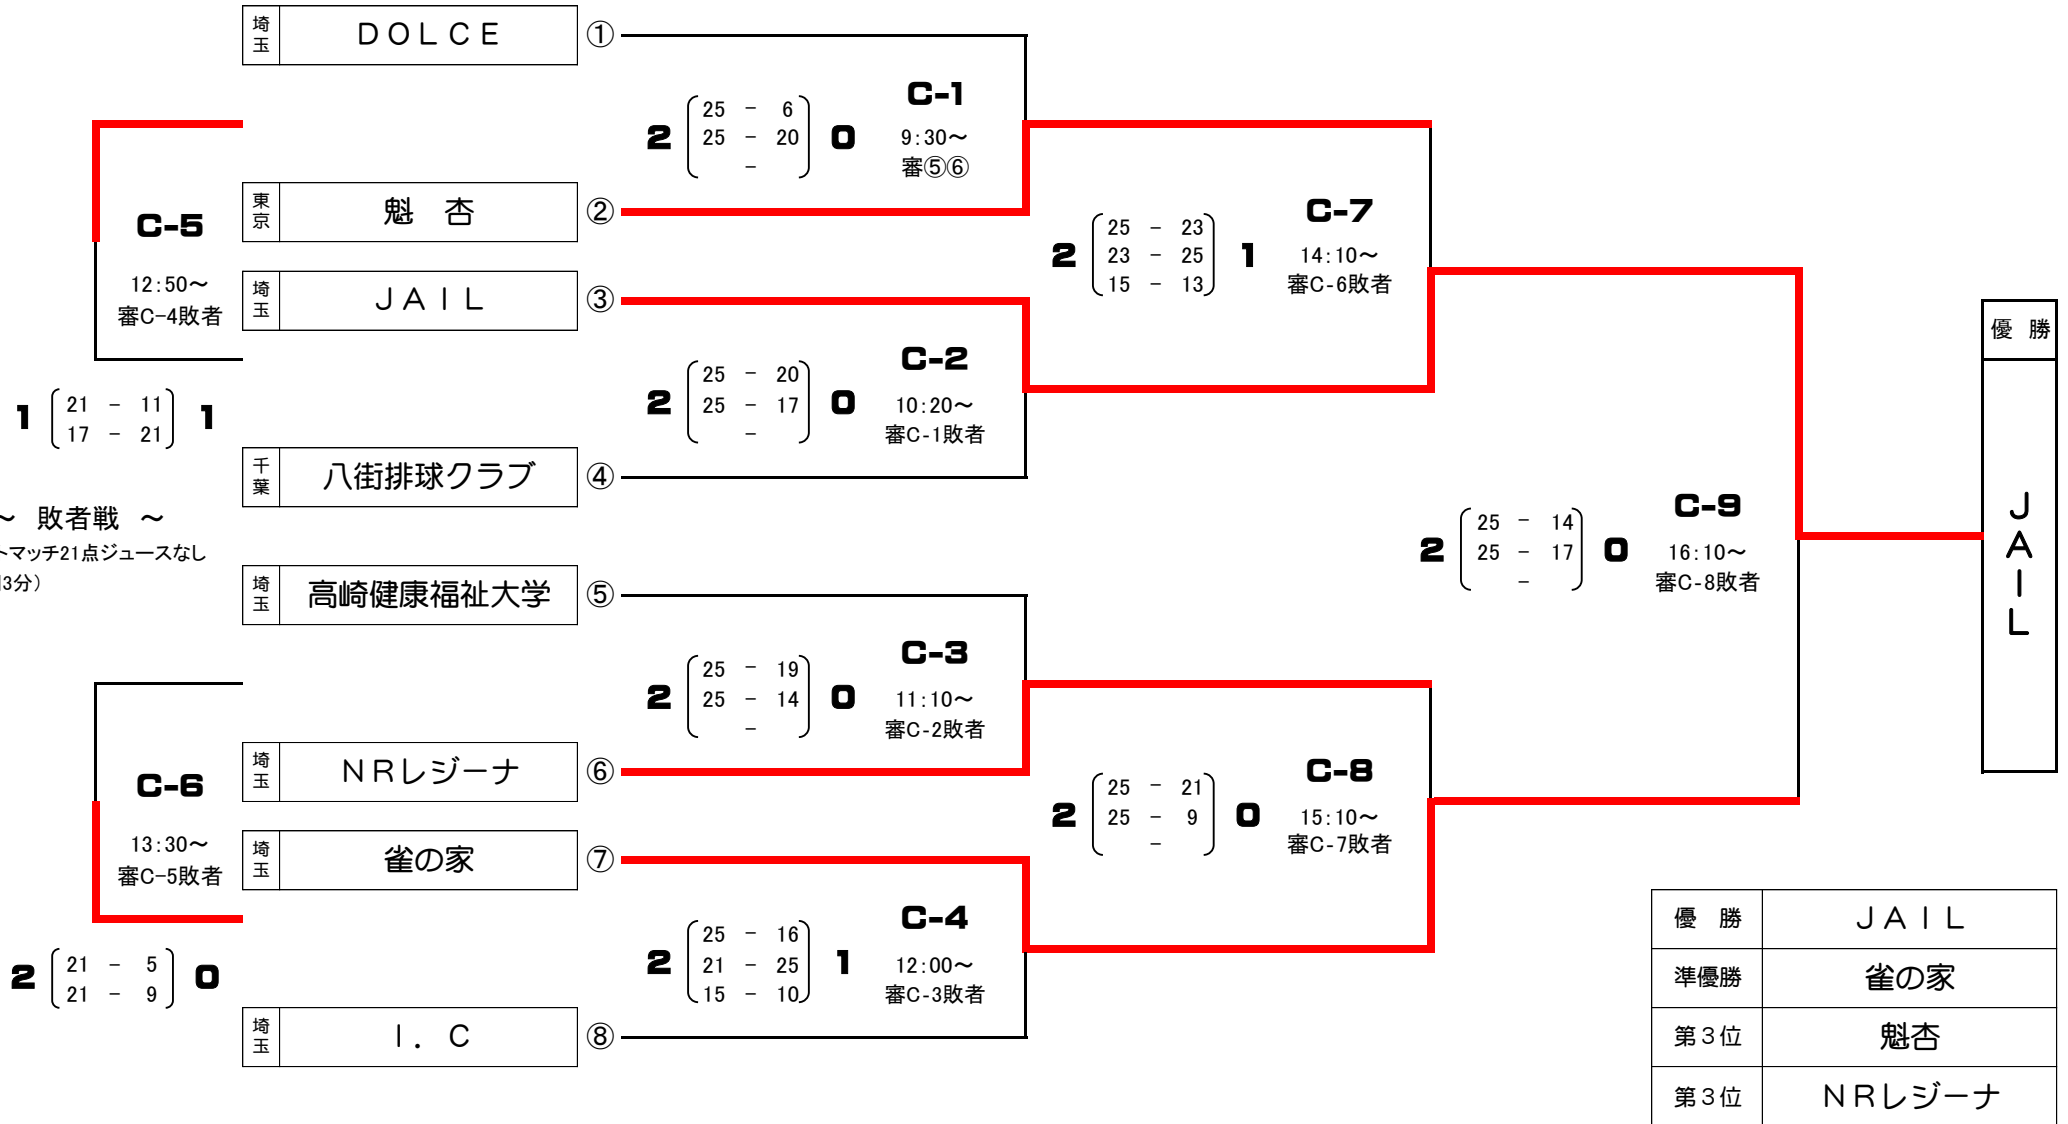 埼玉 DOLCE ①
2 25 - 6 0 C-1
25 - 20 9:30～
- 審⑤⑥
東京 魁 杏 ②
C-5
12:50～
審C-4敗者
埼玉 JAIL ③
2 25 - 23 1 C-7
23 - 25 14:10～
15 - 13 審C-6敗者
2 25 - 20 0 C-2
25 - 17 10:20～
- 審C-1敗者
1 21 - 11 1
17 - 21
千葉 八街排球クラブ ④
～ 敗者戦 ～
トマッチ21点ジュースなし
3分）
埼玉 高崎健康福祉大学 ⑤
2 25 - 14 0 C-9
25 - 17 16:10～
- 審C-8敗者
優 勝
JAIL
2 25 - 19 0 C-3
25 - 14 11:10～
- 審C-2敗者
埼玉 NRレジーナ ⑥
C-6
13:30～
審C-5敗者
2 25 - 21 0 C-8
25 - 9 15:10～
- 審C-7敗者
埼玉 雀の家 ⑦
2 25 - 16 1 C-4
21 - 25 12:00～
15 - 10 審C-3敗者
2 21 - 5 0
21 - 9
埼玉 I．C ⑧
優 勝 JAIL
準優勝 雀の家
第３位 魁杏
第３位 NRレジーナ